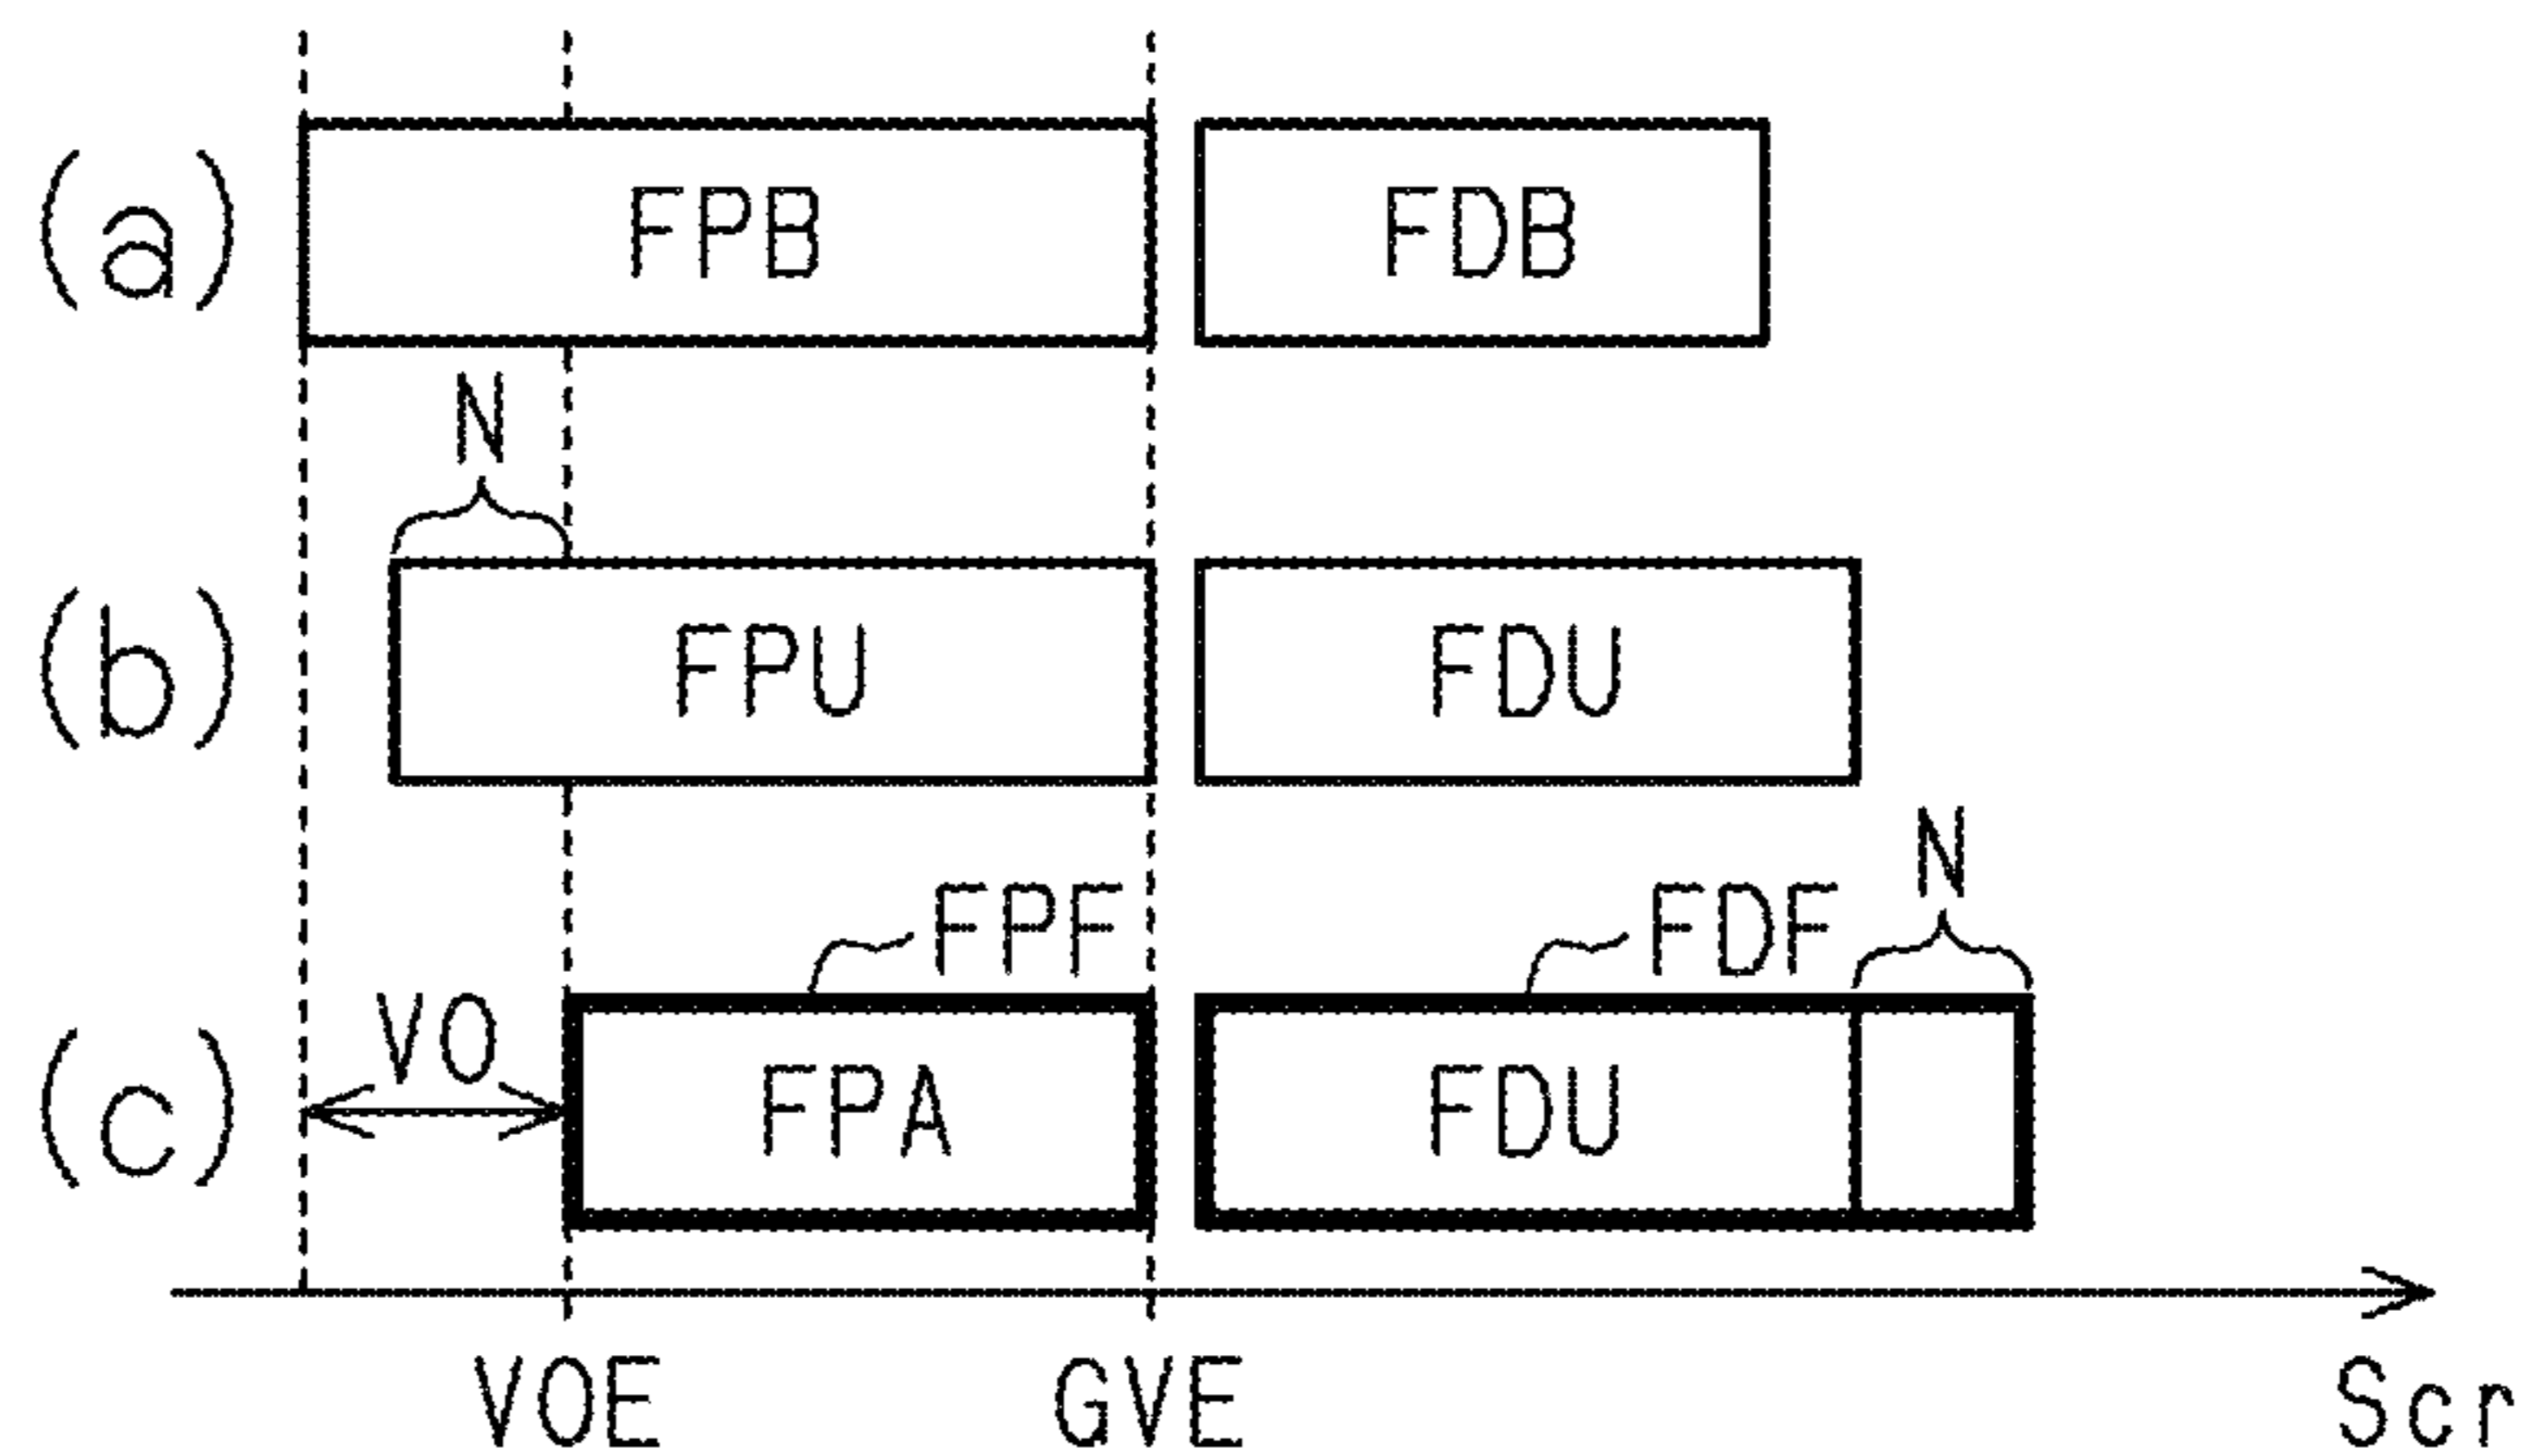 (a) FPB FDB
N
(b) FPU FDU
N
FPF FDF
VO
(c) FPA FDU
VOE GVE Scr